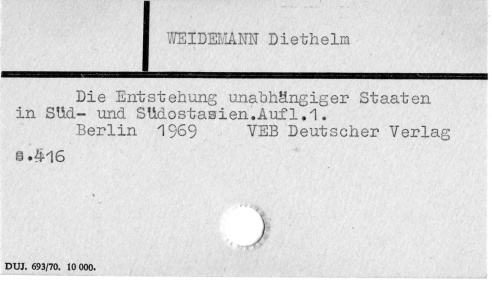 WEIDEMANN Diethelm
Die Entstehung unabhängiger Staaten
in Süd- und Südostasien.Aufl.1.
Berlin 1969 VEB Deutscher Verlag
s.416
DUJ. 693/70. 10 000.